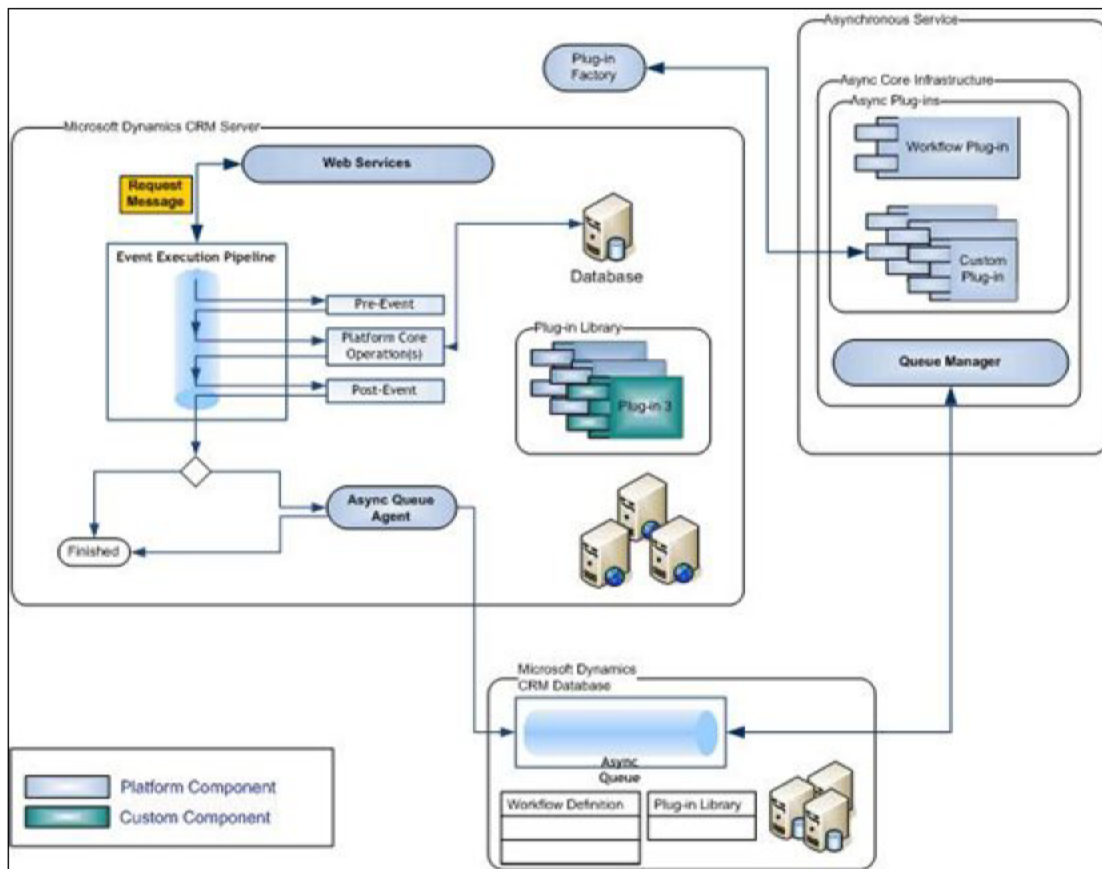 Asynchronous Service
Plug-in
Factory
Async Core Infrastructure
Async Plug-ins
Workflow Plug-in
Custom
Plug-in
Queue Manager
Microsoft Dynamics CRM Server
Web Services
Request
Message
Event Execution Pipeline
Pre-Event
Platform Core
Operation(s)
Post-Event
Database
Plug-in Library
Plug-in 3
Async Queue
Agent
Finished
Microsoft Dynamics
CRM Database
Async
Queue
Workflow Definition
Plug-in Library
Platform Component
Custom Component